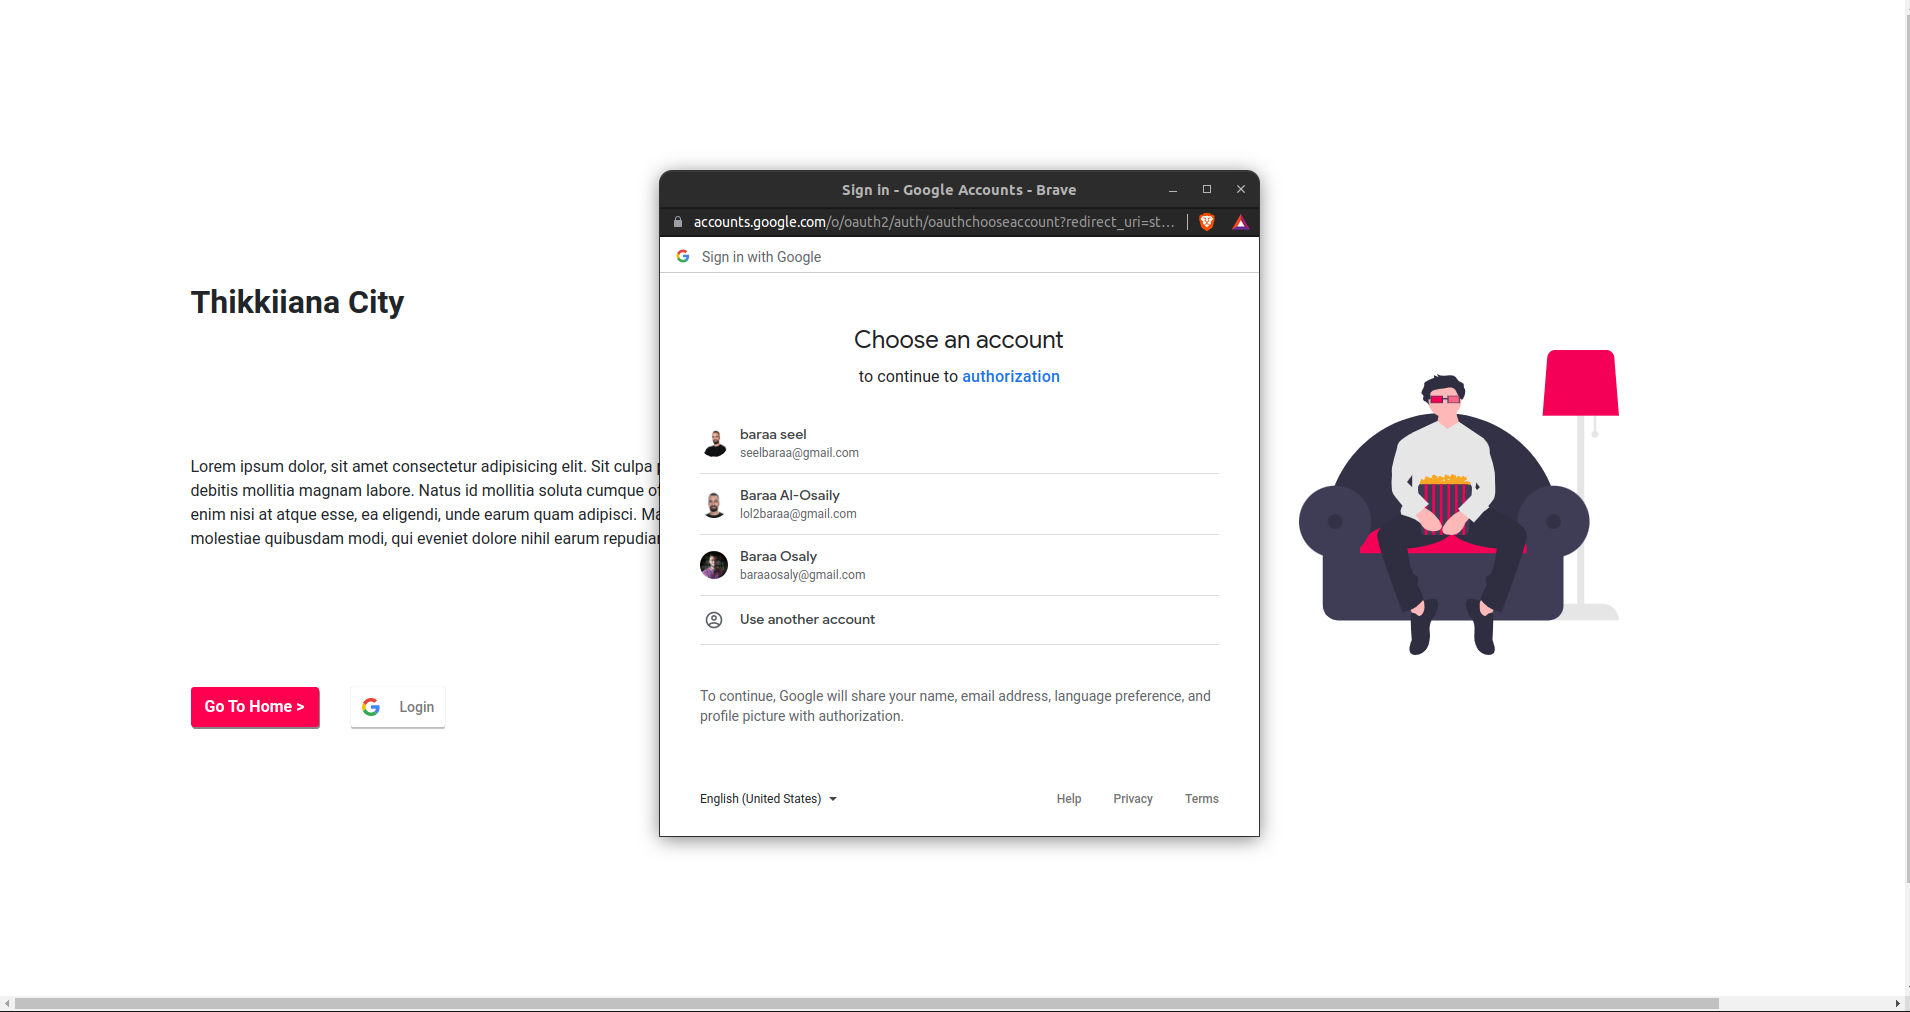 Sign in - Google Accounts - Brave
accounts.google.com/o/oauth2/auth/oauthchooseaccount?redirect_uri=st...
Sign in with Google
Choose an account
to continue to authorization
baraa seel
seelbaraa@gmail.com
Baraa Al-Osaily
lol2baraa@gmail.com
Baraa Osaly
baraaosaly@gmail.com
Use another account
To continue, Google will share your name, email address, language preference, and
profile picture with authorization.
English (United States)
Help Privacy Terms
Thikkiiana City
Lorem ipsum dolor, sit amet consectetur adipisicing elit. Sit culpa
debitis mollitia magnam labore. Natus id mollitia soluta cumque
enim nisi at atque esse, ea eligendi, unde earum quam adipisci.
molestiae quibusdam modi, qui eveniet dolore nihil earum
Go To Home >
Login